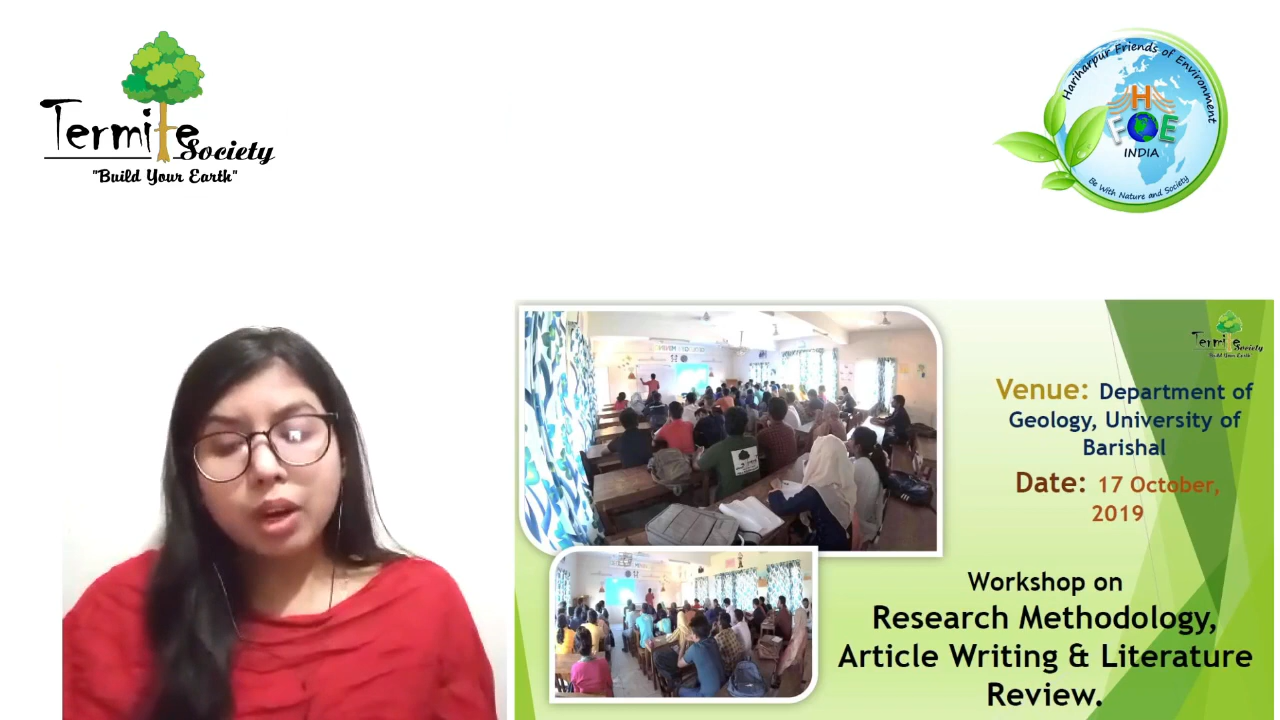 Termite
Society
"Build Your Earth"
Hariharpur Friends of Environment
H
FOE
INDIA
Be With Nature and Society
Termite
Society
Build Your Earth
Venue: Department of
Geology, University of
Barishal
Date: 17 October,
2019
Workshop on
Research Methodology,
Article Writing & Literature
Review.